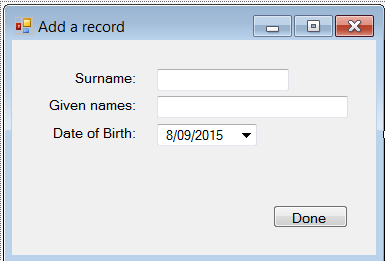 Add a record
Surname:
Given names:
Date of Birth: 8/09/2015
Done